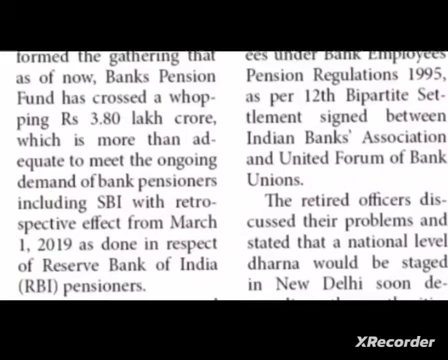 formed the gathering that
as of now, Banks Pension
Fund has crossed a whop-
ping Rs 3.80 lakh crore,
which is more than ad-
equate to meet the ongoing
demand of bank pensioners
including SBI with retro-
spective effect from March
1, 2019 as done in respect
of Reserve Bank of India
(RBI) pensioners.
ees under Bank Employees
Pension Regulations 1995,
as per 12th Bipartite Set-
tlement signed between
Indian Banks' Association
and United Forum of Bank
Unions.
The retired officers dis-
cussed their problems and
stated that a national level
dharna would be staged
in New Delhi soon de-
XRecorder